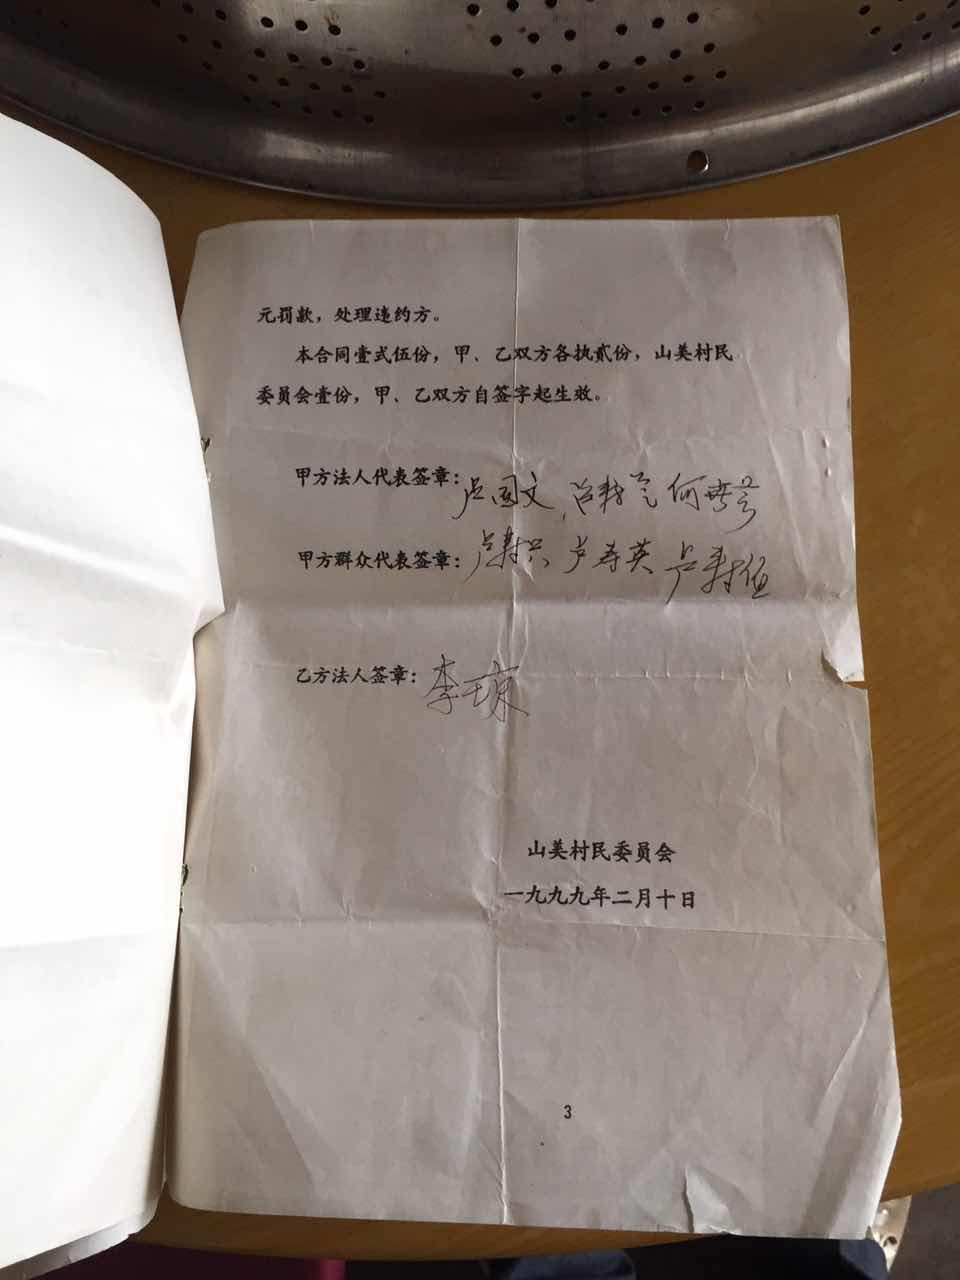 元罚款，处理违约方。
本合同壹式伍份，甲、乙双方各执贰份，山美村民
委员会壹份，甲、乙双方自签字起生效。
甲方法人代表签章：卢国文
甲方群众代表签章：卢寿英
乙方法人签章：李琼
山美村民委员会
一九九九年二月十日
3